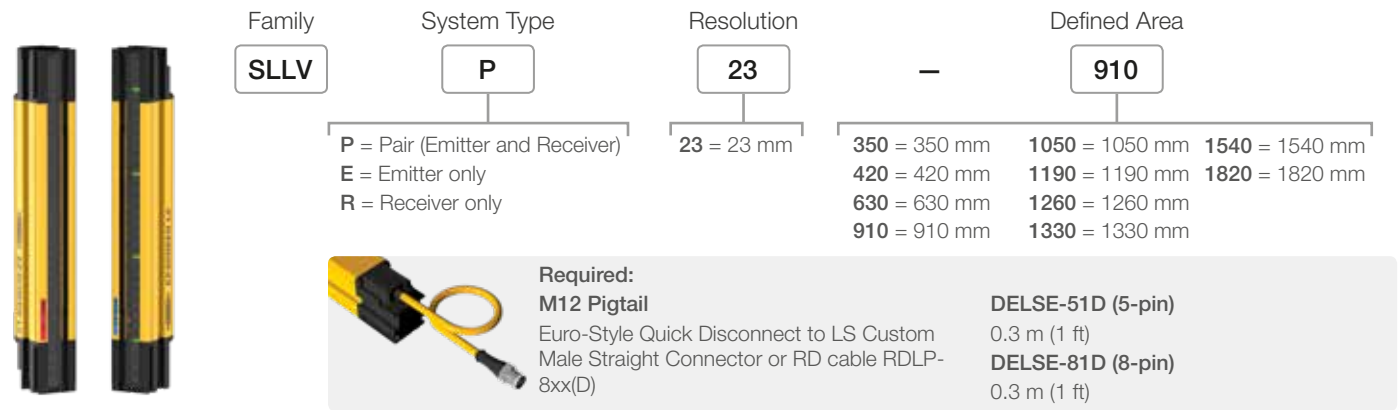 Family System Type Resolution Defined Area
SLLV P 23 – 910
P = Pair (Emitter and Receiver)
E = Emitter only
R = Receiver only
23 = 23 mm
350 = 350 mm 1050 = 1050 mm 1540 = 1540 mm
420 = 420 mm 1190 = 1190 mm 1820 = 1820 mm
630 = 630 mm 1260 = 1260 mm
910 = 910 mm 1330 = 1330 mm
Required:
M12 Pigtail
Euro-Style Quick Disconnect to LS Custom
Male Straight Connector or RD cable RDLP-
8xx(D)
DELSE-51D (5-pin)
0.3 m (1 ft)
DELSE-81D (8-pin)
0.3 m (1 ft)